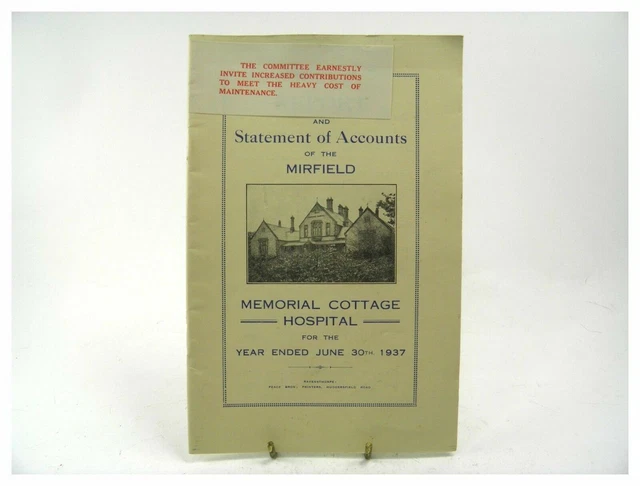 THE COMMITTEE EARNESTLY
INVITE INCREASED CONTRIBUTIONS
TO MEET THE HEAVY COST OF
MAINTENANCE.
AND
Statement of Accounts
OF THE
MIRFIELD
MEMORIAL COTTAGE
HOSPITAL
FOR THE
YEAR ENDED JUNE 30TH, 1937